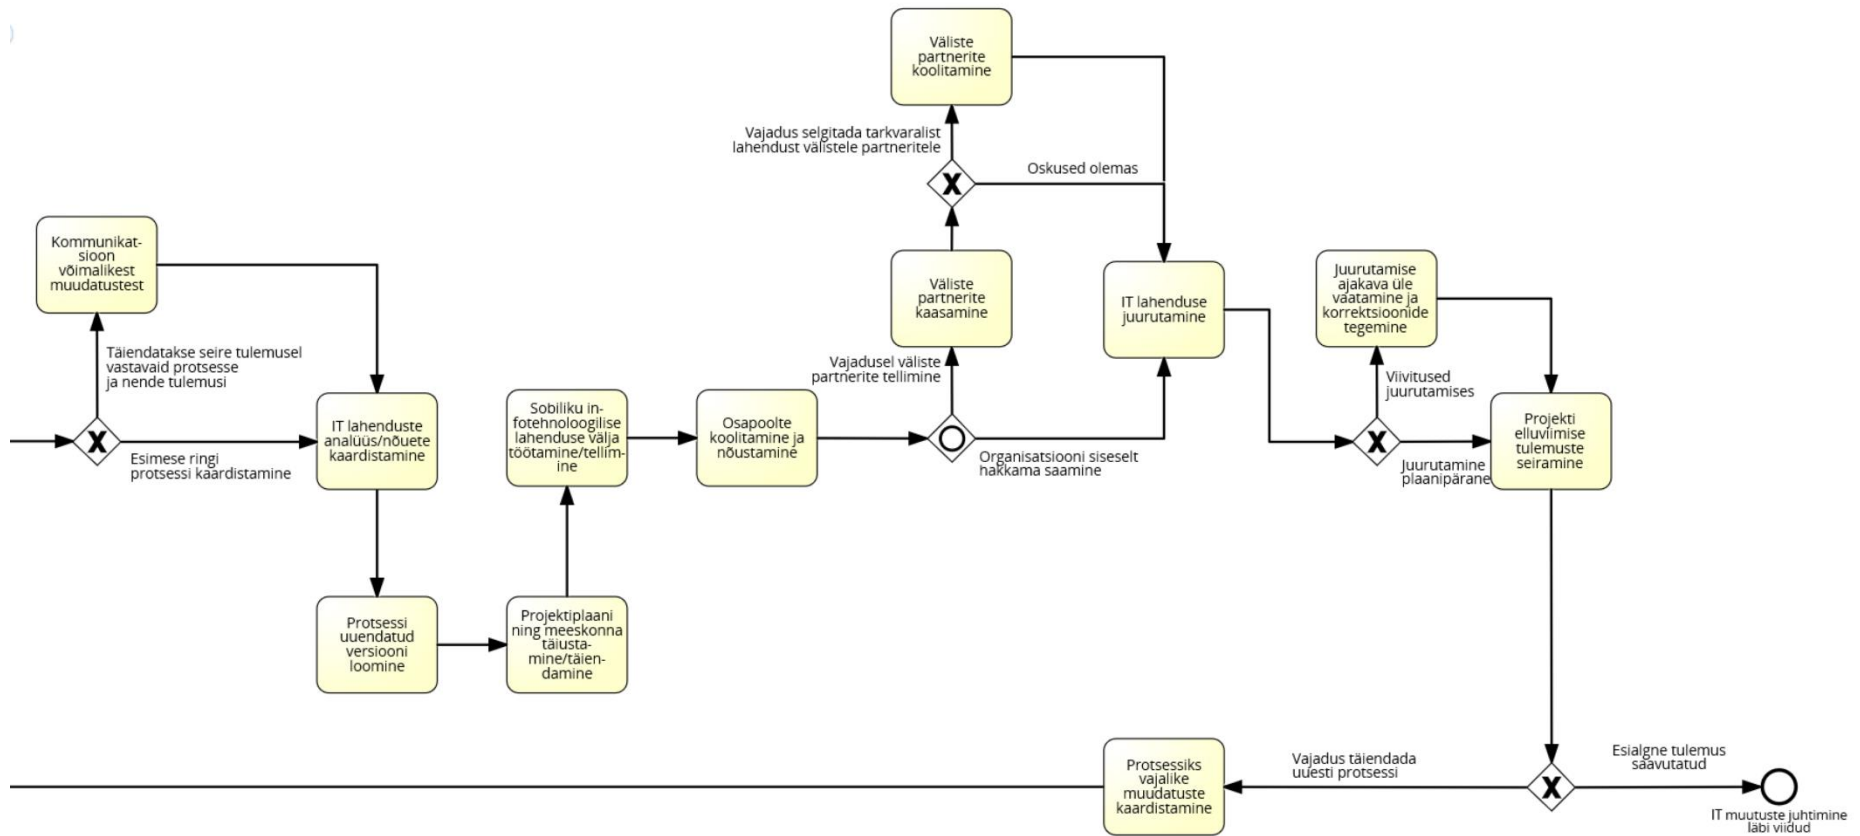 Väliste
partnerite
koolitamine
Vajadus selgitada tarkvaralist
lahendust välistele partneritele
X
Oskused olemas
Kommunikat-
sioon
võimalikest
muudatustest
Väliste
partnerite
kaasamine
IT lahenduse
juurutamine
Juurutamise
ajakava üle
vaatamine ja
korrektsioonide
tegemine
Täiendatakse seire tulemusel
vastavaid protsesse
ja nende tulemusi
Vajadusel väliste
partnerite tellimine
Viivitused
juurutamises
X
Esimese ringi
protsessi kaardistamine
IT lahenduste
analüüs/nõuete
kaardistamine
Sobiliku in-
fotehnoloogilise
lahenduse välja
töötamine/tellim-
ine
Osapoolte
koolitamine ja
nõustamine
Organisatsiooni siseselt
hakkama saamine
X
Juurutamine
plaanipärane
Projekti
elluviimise
tulemuste
seiramine
Protsessi
uuendatud
versiooni
loomine
Projektiplaani
ning meeskonna
täiusta-
mine/täien-
damine
Protsessiks
vajalike
muudatuste
kaardistamine
Vajadus täiendada
uuesti protsessi
X
Esialgne tulemus
saavutatud
IT muutuste juhtimine
läbi viidud